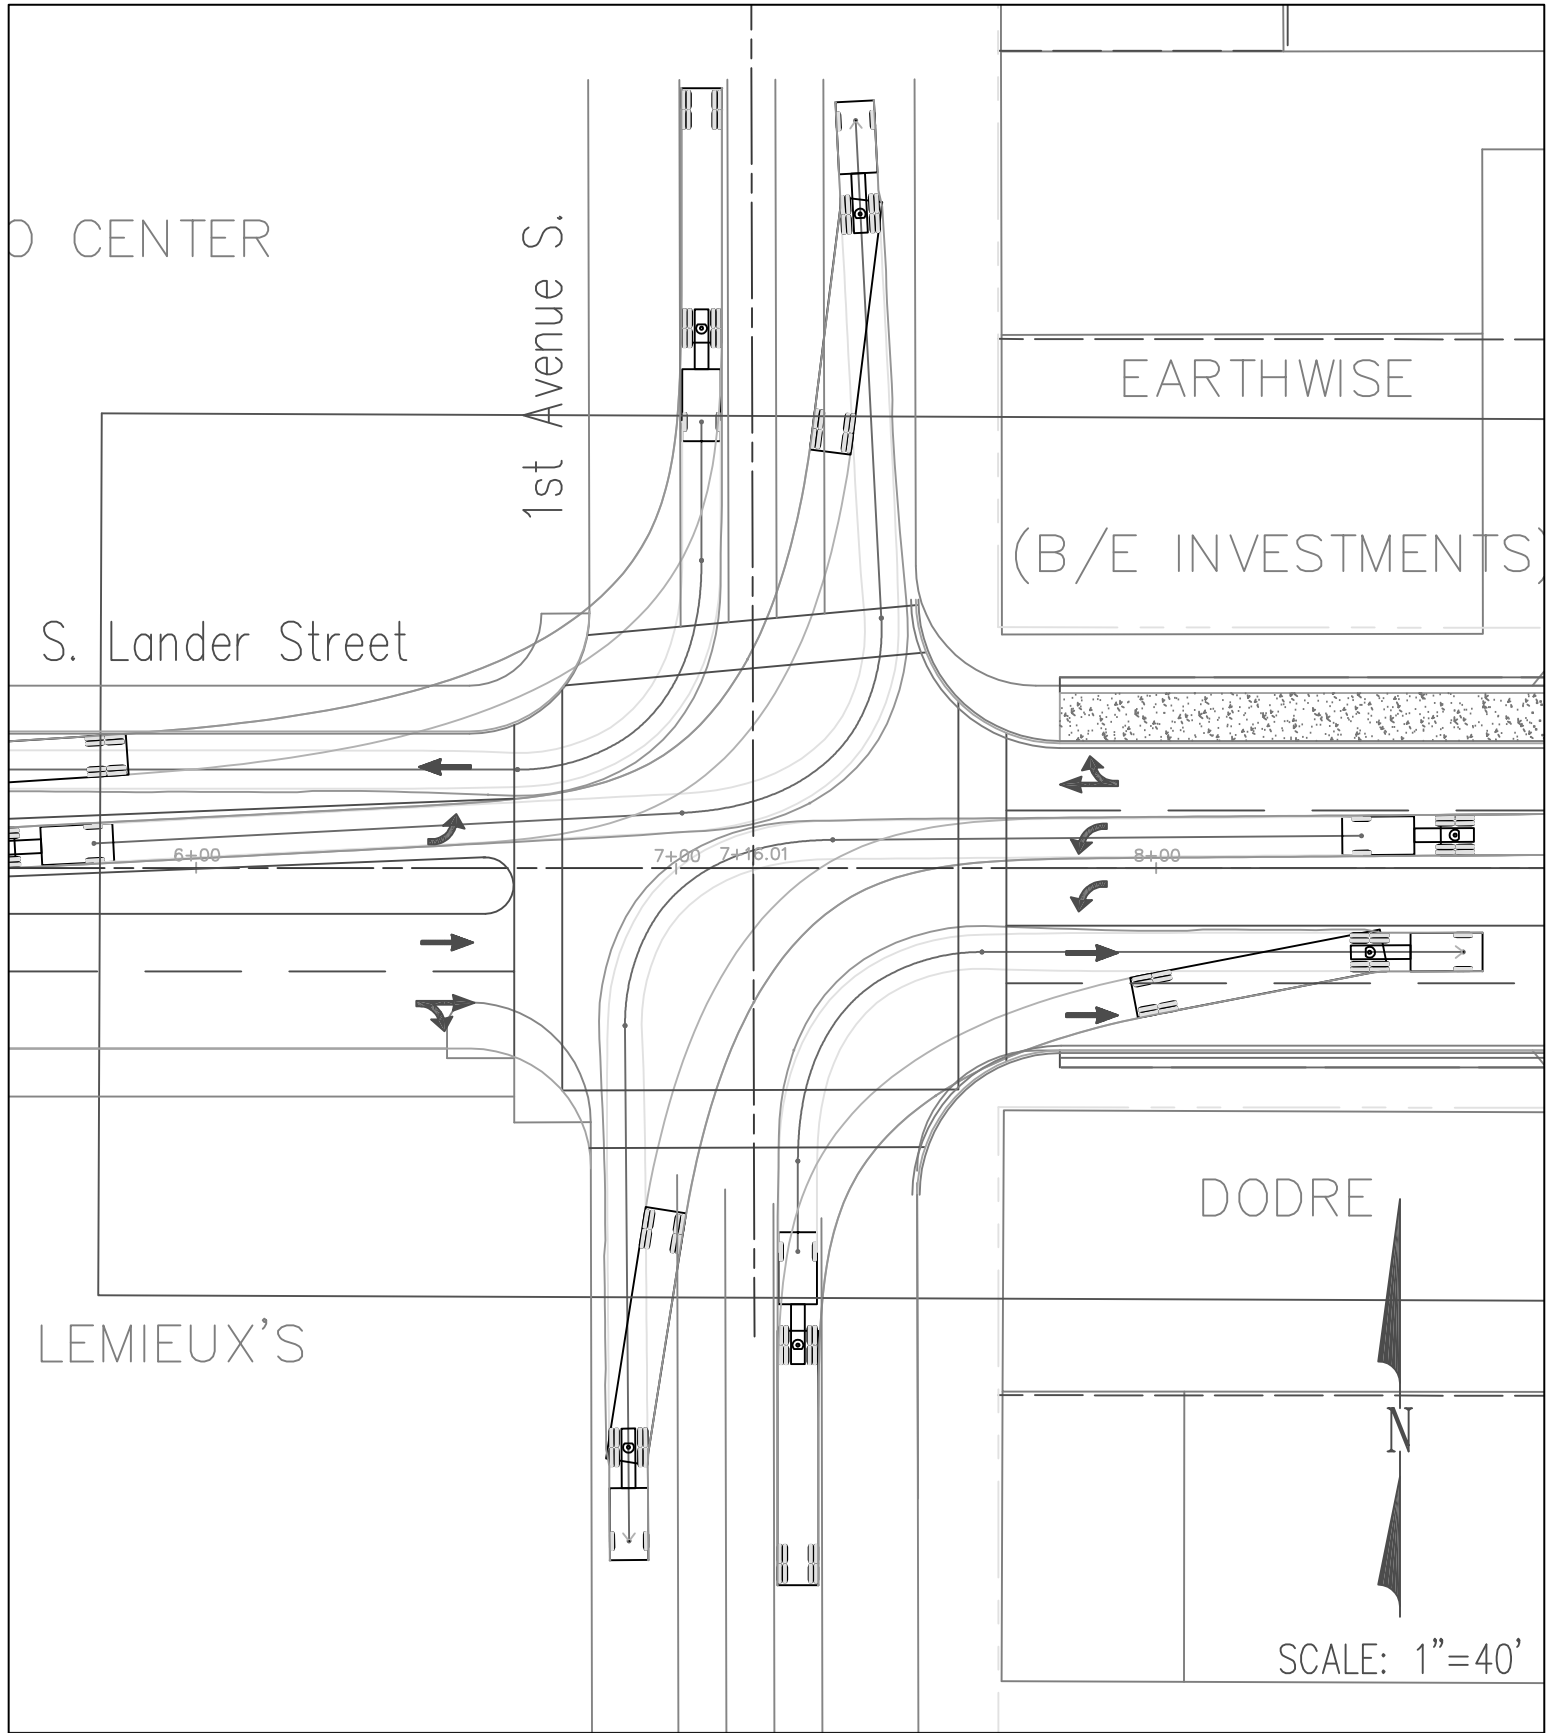 O CENTER
1st Avenue S.
EARTHWISE
(B/E INVESTMENTS)
S. Lander Street
6+00
7+00
7+16.01
8+00
DODRE
LEMIEUX'S
N
SCALE: 1"=40'